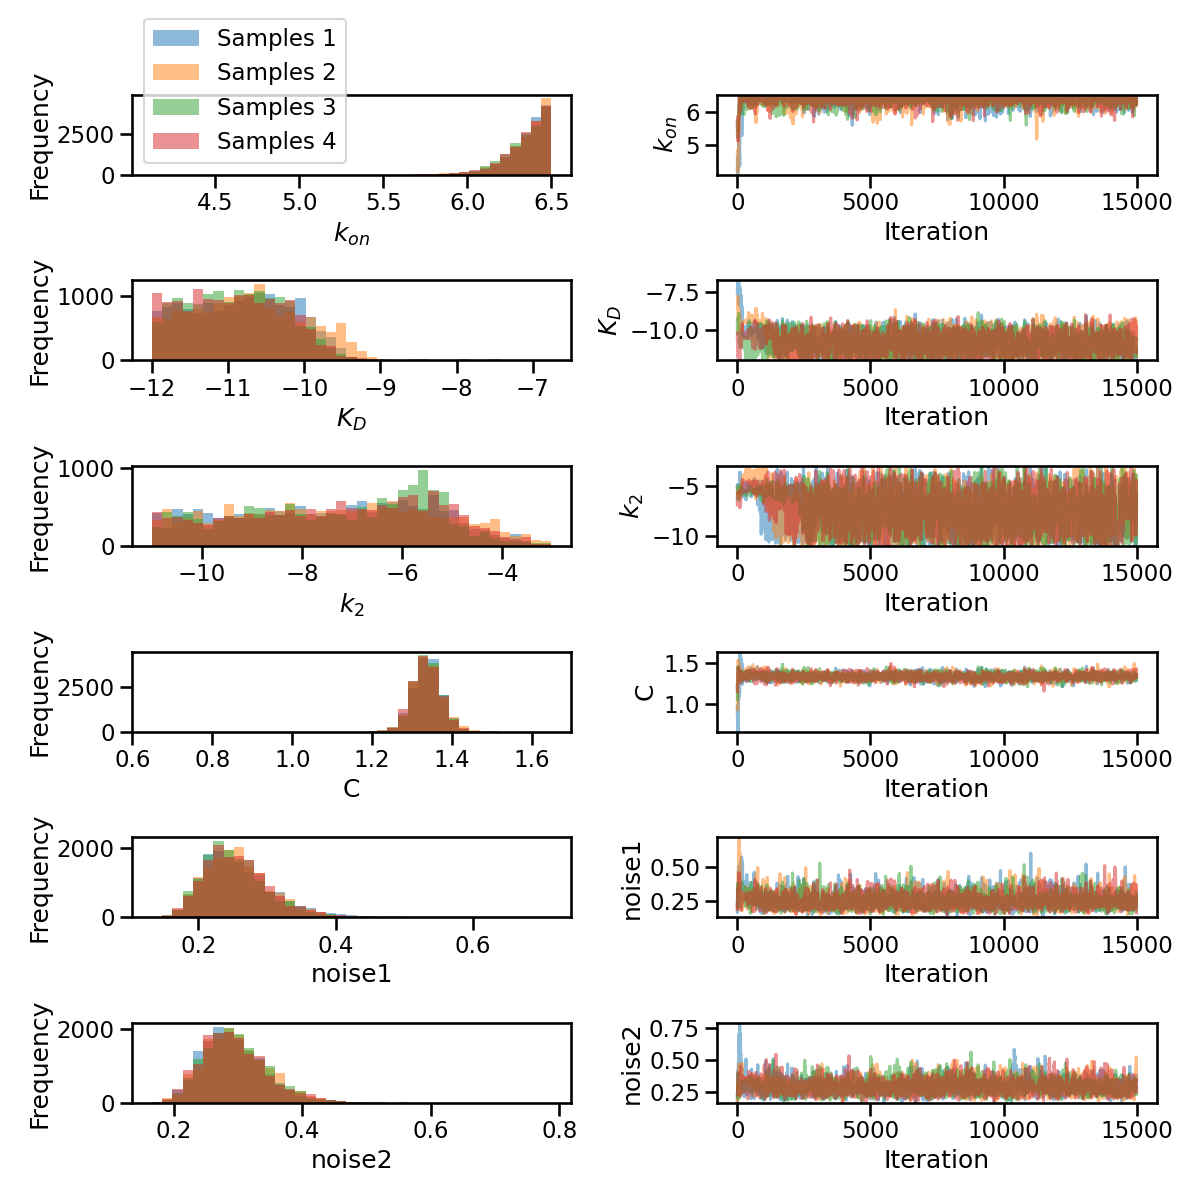 Samples 1
Samples 2
Samples 3
Samples 4
Frequency
2500
0
4.5 5.0 5.5 6.0 6.5
k_on
k_on
6
5
0 5000 10000 15000
Iteration
Frequency
1000
0
−12 −11 −10 −9 −8 −7
K_D
K_D
−7.5
−10.0
0 5000 10000 15000
Iteration
Frequency
1000
0
−10 −8 −6 −4
k_2
k_2
−5
−10
0 5000 10000 15000
Iteration
Frequency
2500
0
0.6 0.8 1.0 1.2 1.4 1.6
C
C
1.5
1.0
0 5000 10000 15000
Iteration
Frequency
2000
0
0.2 0.4 0.6
noise1
noise1
0.50
0.25
0 5000 10000 15000
Iteration
Frequency
2000
0
0.2 0.4 0.6 0.8
noise2
noise2
0.75
0.50
0.25
0 5000 10000 15000
Iteration